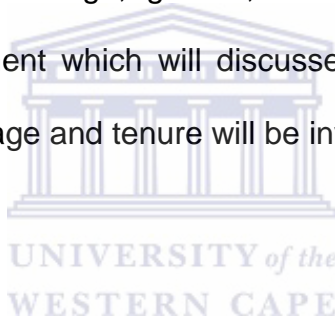 ent which will discusse
age and tenure will be in
UNIVERSITY of the
WESTERN CAPE